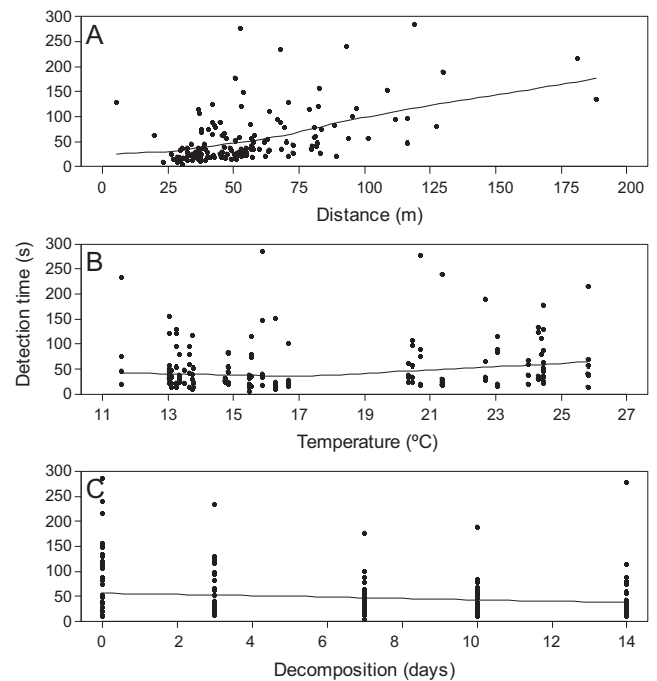 A
300
250
200
150
100
50
0
0 25 50 75 100 125 150 175 200
Distance (m)
Detection time (s)
B
300
250
200
150
100
50
0
11 13 15 17 19 21 23 25 27
Temperature (ºC)
C
300
250
200
150
100
50
0
0 2 4 6 8 10 12 14
Decomposition (days)